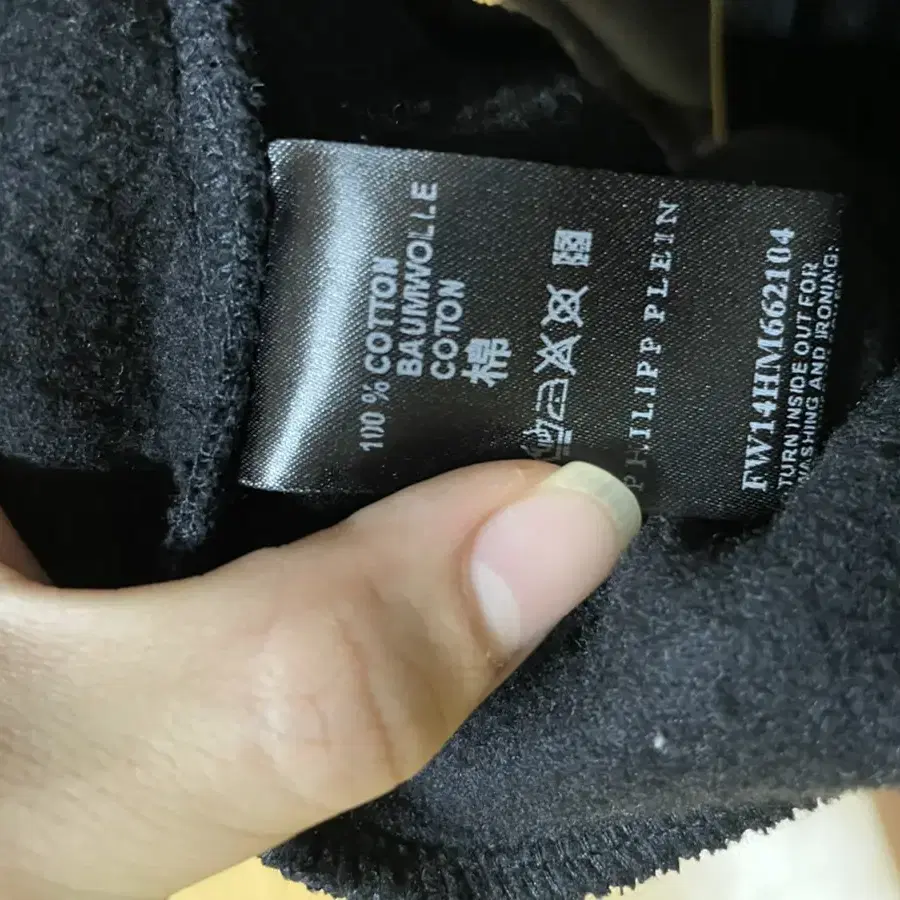 100 % COTTON
BAUMWOLLE
COTON
棉
PHILIPP PLEIN
FW14HM662104
TURN INSIDE OUT FOR
WASHING AND IRONING: